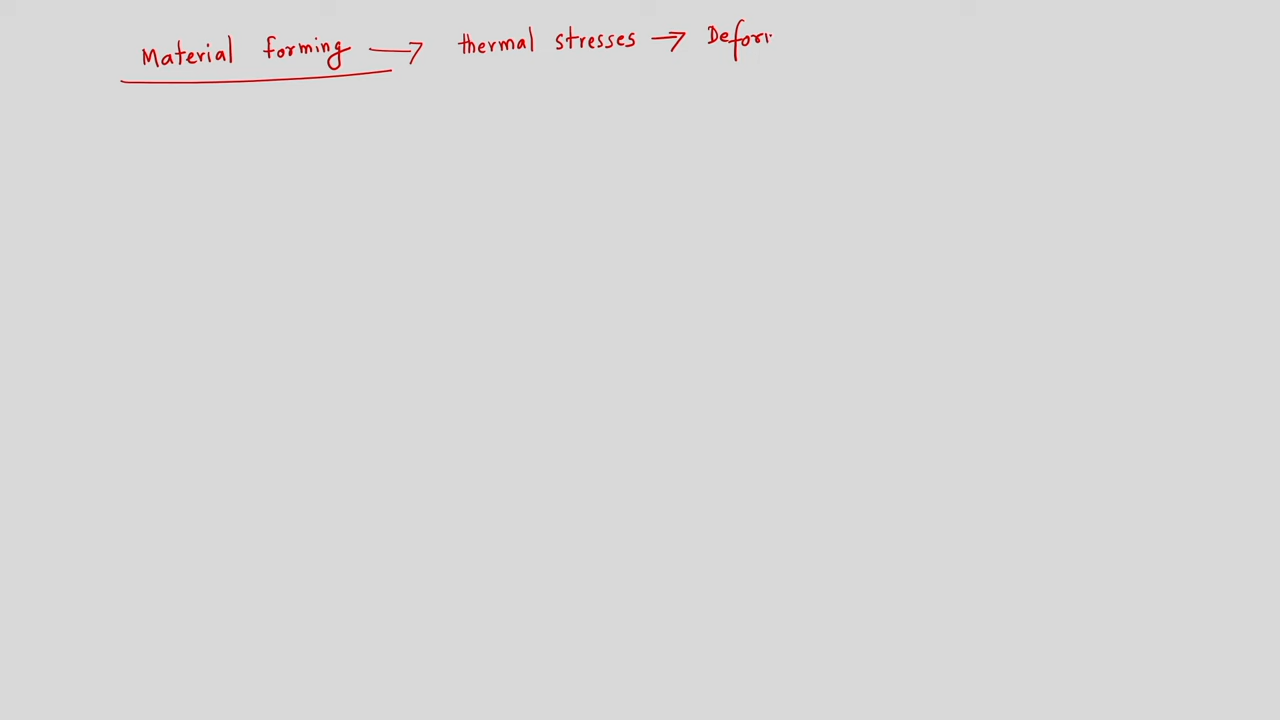 Material forming → thermal stresses → Defor